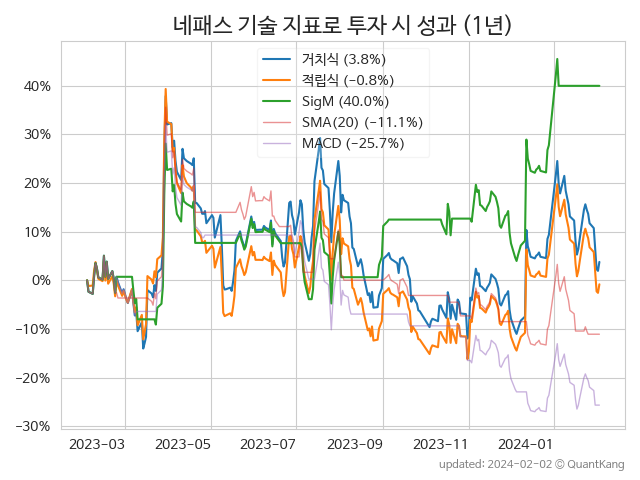 네패스 기술 지표로 투자 시 성과 (1년)
거치식 (3.8%)
적립식 (−0.8%)
SigM (40.0%)
SMA(20) (−11.1%)
MACD (−25.7%)
40%
30%
20%
10%
0%
−10%
−20%
−30%
2023-03
2023-05
2023-07
2023-09
2023-11
2024-01
updated: 2024-02-02 © QuantKang